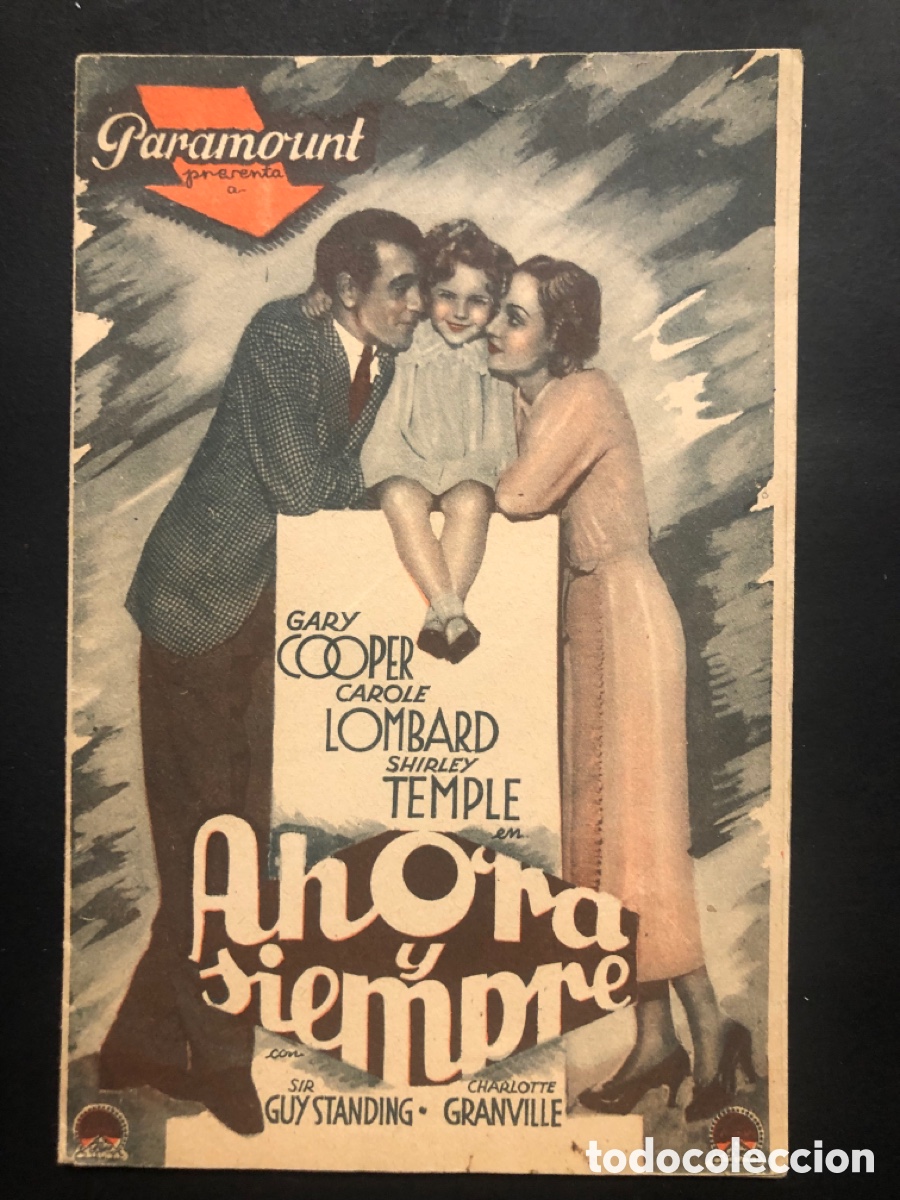 Paramount
presenta
a
GARY
COOPER
CAROLE
LOMBARD
SHIRLEY
TEMPLE
en
Ahora
y
siempre
con
SIR CHARLOTTE
GUY STANDING • GRANVILLE
todocoleccion